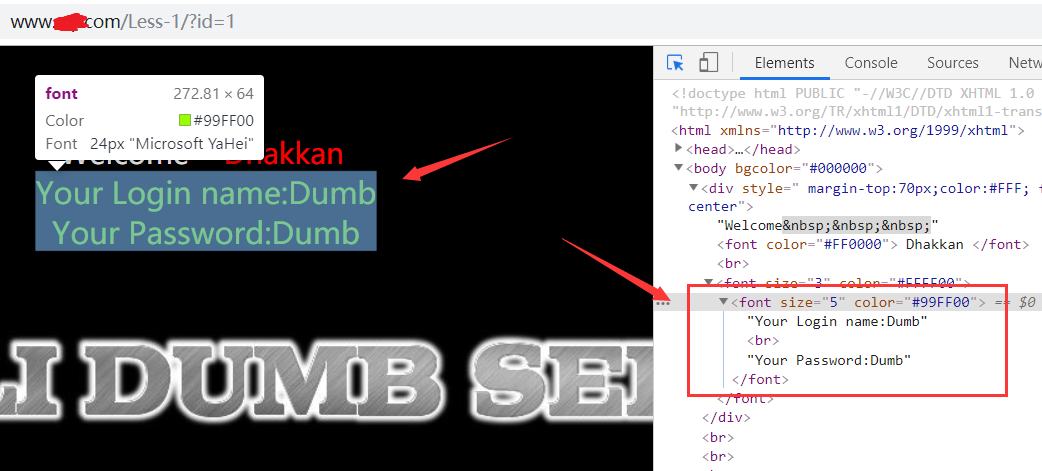 www.    .com/Less-1/?id=1
font 272.81 × 64
Color #99FF00
Font 24px "Microsoft YaHei"
Welcome Dhakkan
Your Login name:Dumb
Your Password:Dumb
LI DUMB SE
Elements Console Sources Netw
<!doctype html PUBLIC "-//W3C//DTD XHTML 1.0
"http://www.w3.org/TR/xhtml1/DTD/xhtml1-trans
<html xmlns="http://www.w3.org/1999/xhtml">
<head>…</head>
<body bgcolor="#000000">
<div style=" margin-top:70px;color:#FFF; f
center">
"Welcome&nbsp;&nbsp;&nbsp;"
<font color="#FF0000"> Dhakkan </font>
<br>
<font size="3" color="#FFFF00">
… <font size="5" color="#99FF00"> == $0
"Your Login name:Dumb"
<br>
"Your Password:Dumb"
</font>
</font>
</div>
<br>
<br>